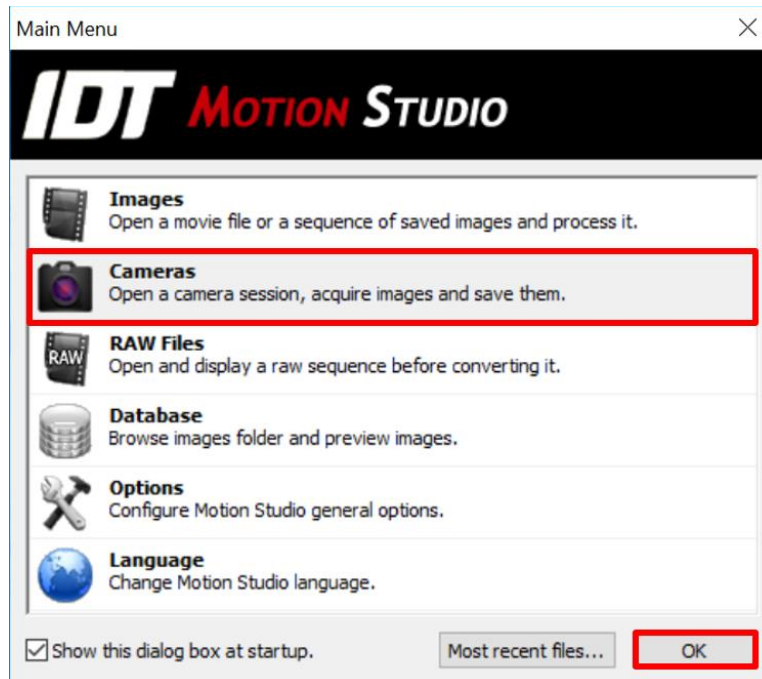 Main Menu
IDT MOTION STUDIO
Images
Open a movie file or a sequence of saved images and process it.
Cameras
Open a camera session, acquire images and save them.
RAW
RAW Files
Open and display a raw sequence before converting it.
Database
Browse images folder and preview images.
Options
Configure Motion Studio general options.
Language
Change Motion Studio language.
Show this dialog box at startup.
Most recent files...
OK